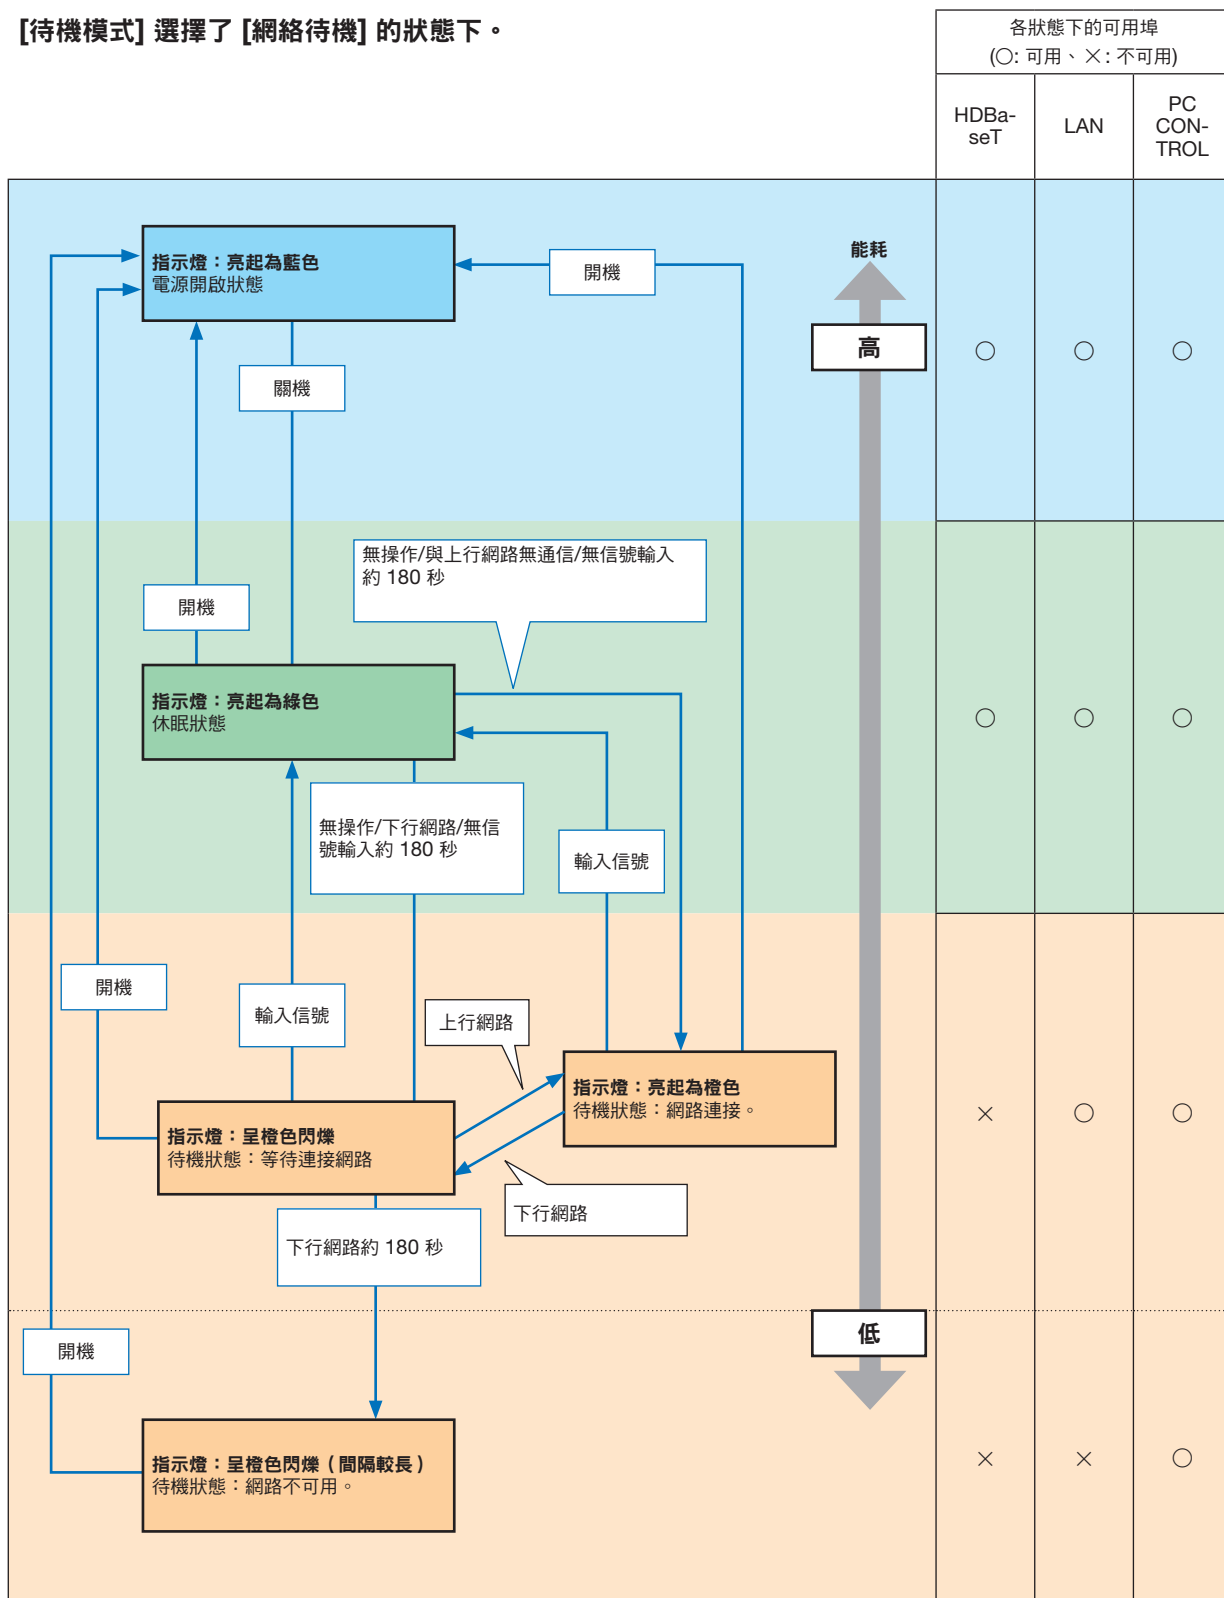 [待機模式] 選擇了 [網絡待機] 的狀態下。
各狀態下的可用埠
(○: 可用、×: 不可用)
HDBa-
seT
LAN
PC
CON-
TROL
指示燈：亮起為藍色
電源開啟狀態
開機
能耗
高
○
○
○
關機
無操作/與上行網路無通信/無信號輸入
約 180 秒
開機
指示燈：亮起為綠色
休眠狀態
○
○
○
無操作/下行網路/無信
號輸入約 180 秒
輸入信號
開機
輸入信號
上行網路
指示燈：亮起為橙色
待機狀態：網路連接。
×
○
○
指示燈：呈橙色閃爍
待機狀態：等待連接網路
下行網路
下行網路約 180 秒
低
開機
指示燈：呈橙色閃爍（間隔較長）
待機狀態：網路不可用。
×
×
○